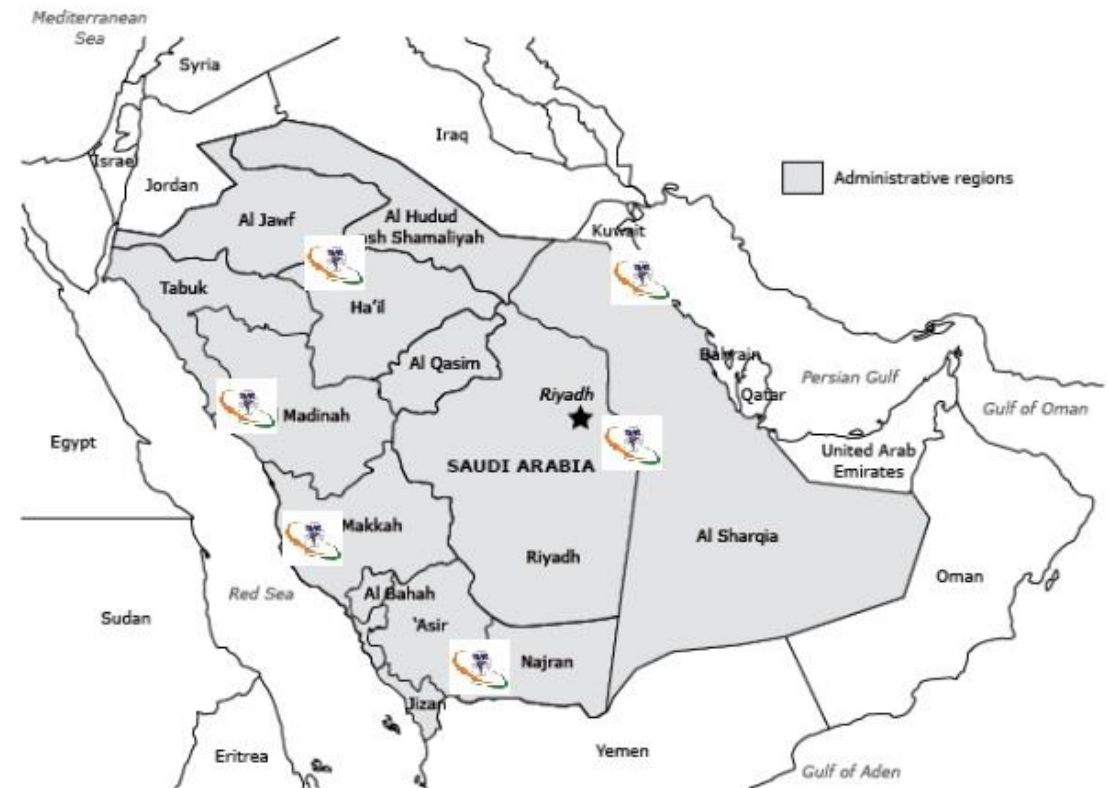 Mediterranean
Sea
Syria
Iraq
Israel
Jordan
Administrative regions
Al Jawf
Al Hudud
ash Shamaliyah
Kuwait
Tabuk
Ha'il
Al Qasim
Bahrain
Persian Gulf
Qatar
Riyadh
Gulf of Oman
Madinah
Egypt
United Arab
Emirates
SAUDI ARABIA
Makkah
Al Sharqia
Riyadh
Oman
Red Sea
Al Bahah
Sudan
'Asir
Najran
Jizan
Yemen
Eritrea
Gulf of Aden